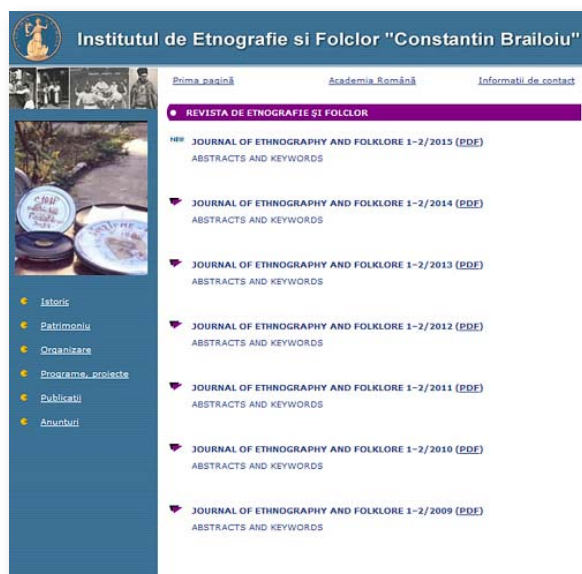 Institutul de Etnografie si Folclor "Constantin Brailoiu"
Prima pagină Academia Română Informatii de contact
REVISTA DE ETNOGRAFIE ŞI FOLCLOR
NEW JOURNAL OF ETHNOGRAPHY AND FOLKLORE 1-2/2015 (PDF)
ABSTRACTS AND KEYWORDS
JOURNAL OF ETHNOGRAPHY AND FOLKLORE 1-2/2014 (PDF)
ABSTRACTS AND KEYWORDS
JOURNAL OF ETHNOGRAPHY AND FOLKLORE 1-2/2013 (PDF)
ABSTRACTS AND KEYWORDS
JOURNAL OF ETHNOGRAPHY AND FOLKLORE 1-2/2012 (PDF)
ABSTRACTS AND KEYWORDS
JOURNAL OF ETHNOGRAPHY AND FOLKLORE 1-2/2011 (PDF)
ABSTRACTS AND KEYWORDS
JOURNAL OF ETHNOGRAPHY AND FOLKLORE 1-2/2010 (PDF)
ABSTRACTS AND KEYWORDS
JOURNAL OF ETHNOGRAPHY AND FOLKLORE 1-2/2009 (PDF)
ABSTRACTS AND KEYWORDS
Istoric
Patrimoniu
Organizare
Programe, proiecte
Publicatii
Anunturi